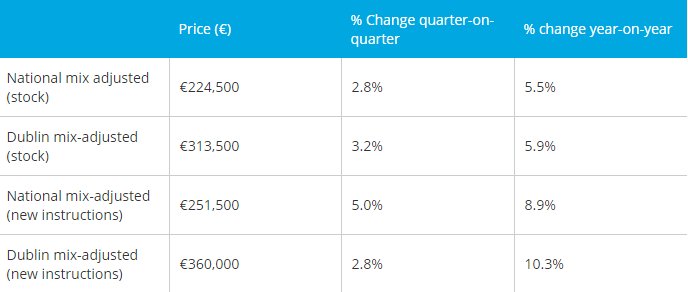 Price (€)
% Change quarter-on-
quarter
% change year-on-year
National mix adjusted
(stock)
€224,500
2.8%
5.5%
Dublin mix-adjusted
(stock)
€313,500
3.2%
5.9%
National mix-adjusted
(new instructions)
€251,500
5.0%
8.9%
Dublin mix-adjusted
(new instructions)
€360,000
2.8%
10.3%